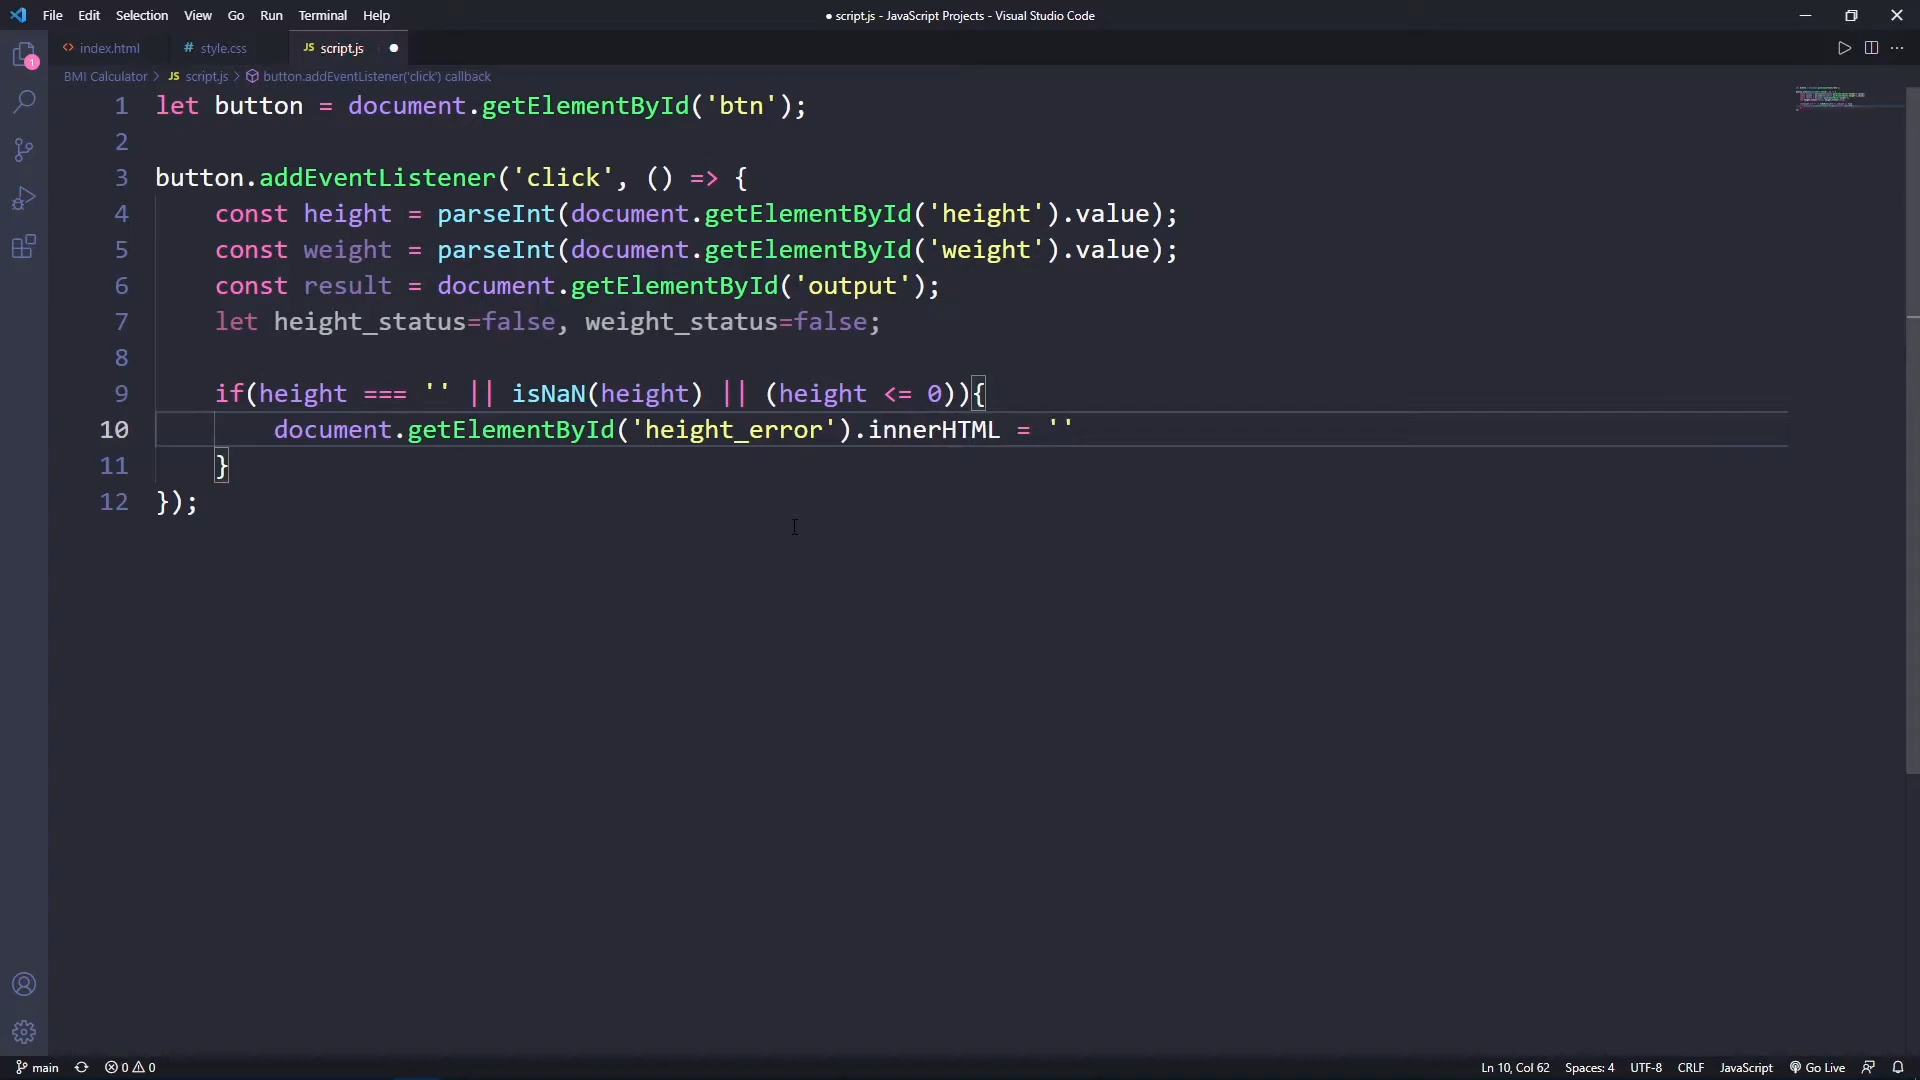 File Edit Selection View Go Run Terminal Help
● script.js - JavaScript Projects - Visual Studio Code
index.html
# style.css
JS script.js ●
BMI Calculator > JS script.js > button.addEventListener('click') callback
1 let button = document.getElementById('btn');
2
3 button.addEventListener('click', () => {
4 const height = parseInt(document.getElementById('height').value);
5 const weight = parseInt(document.getElementById('weight').value);
6 const result = document.getElementById('output');
7 let height_status=false, weight_status=false;
8
9 if(height === '' || isNaN(height) || (height <= 0)){
10 document.getElementById('height_error').innerHTML = ''
11 }
12 });
1
main 0 0
Ln 10, Col 62 Spaces: 4 UTF-8 CRLF JavaScript Go Live